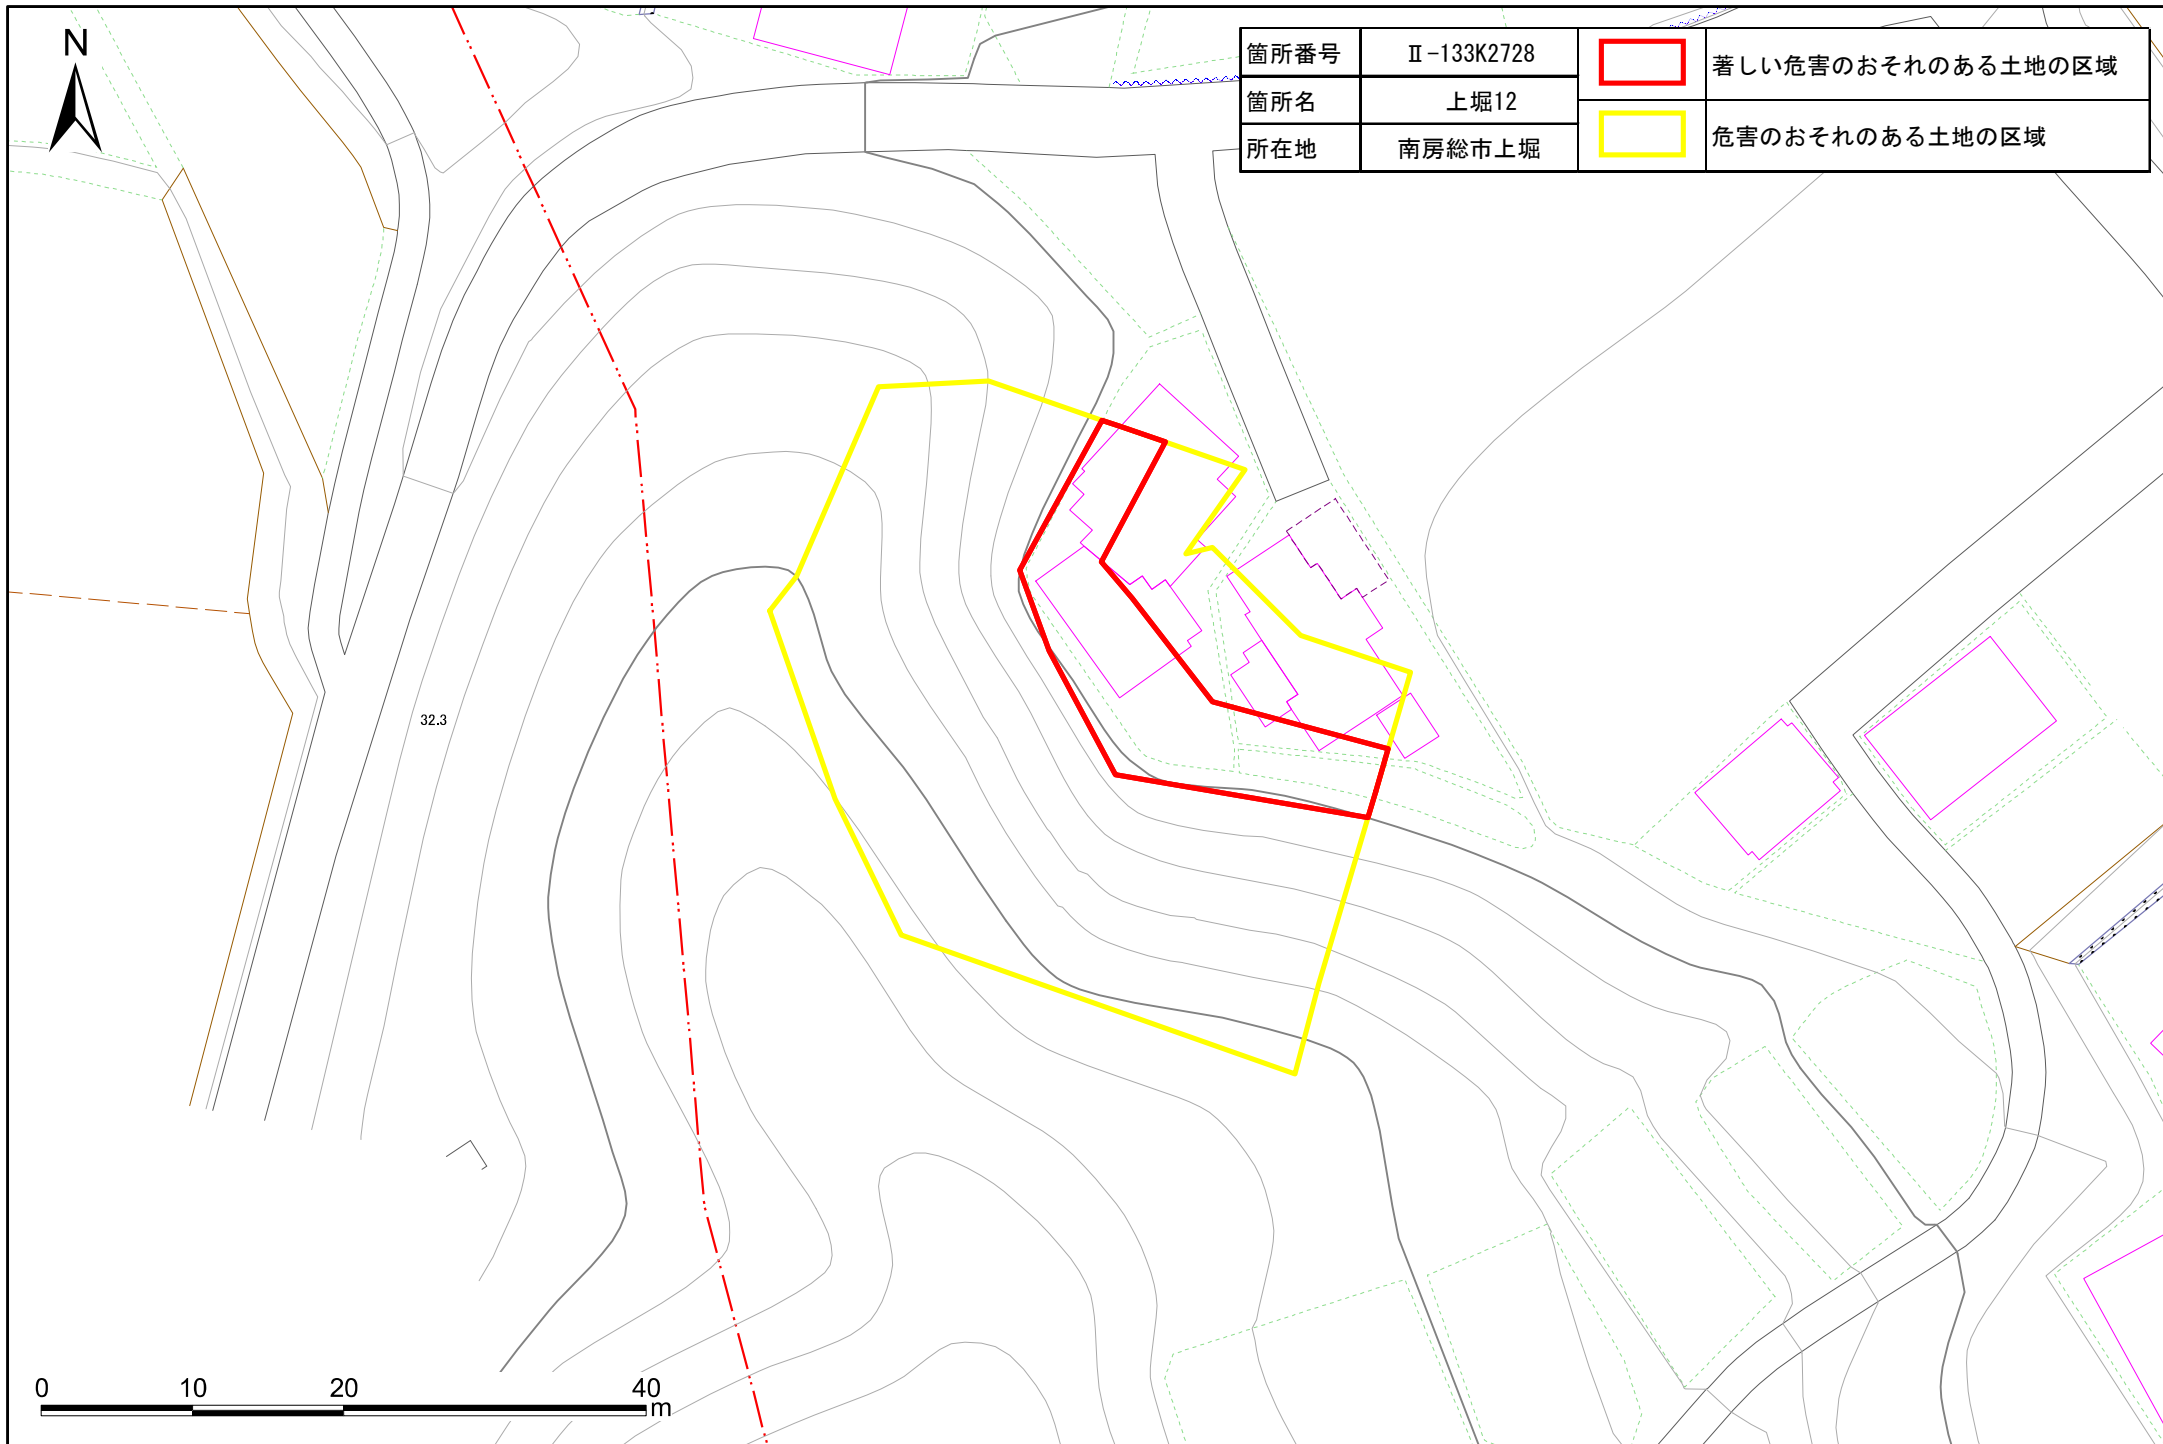 N
箇所番号 Ⅱ-133K2728 著しい危害のおそれのある土地の区域
箇所名 上堀12
危害のおそれのある土地の区域
所在地 南房総市上堀
32.3
0 10 20 40
m